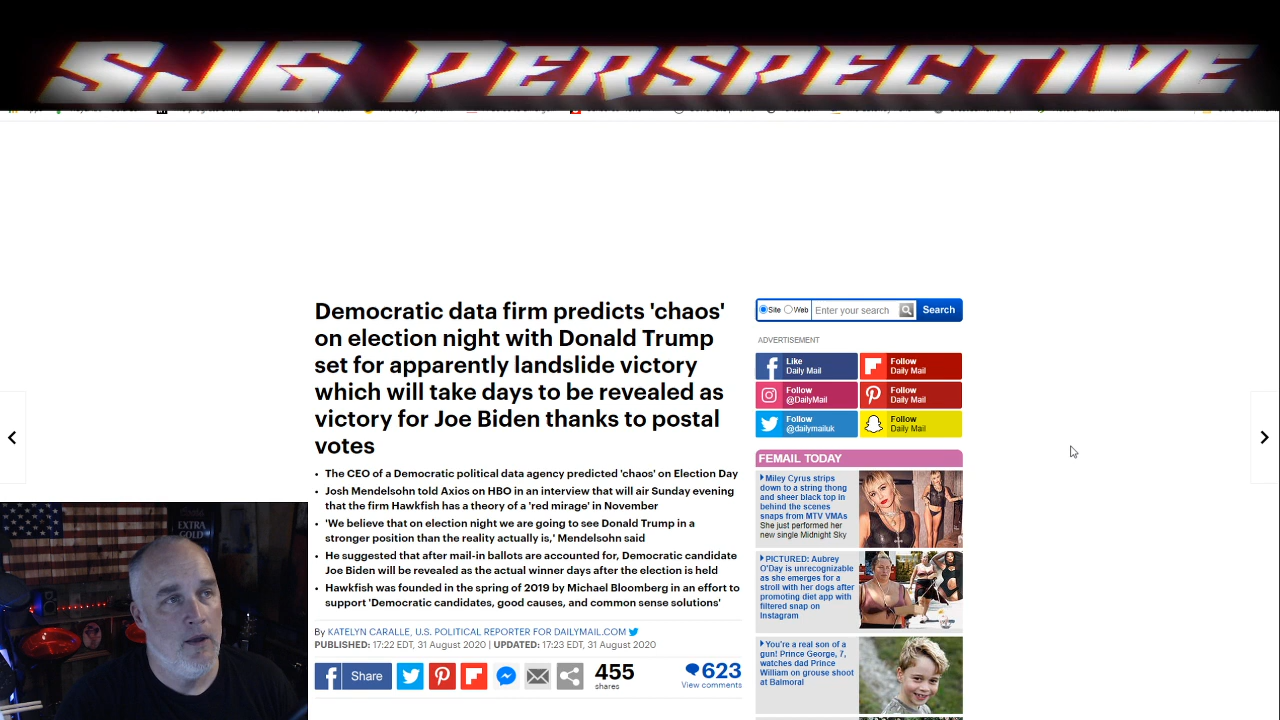 SJG PERSPECTIVE
Democratic data firm predicts 'chaos'
on election night with Donald Trump
set for apparently landslide victory
which will take days to be revealed as
victory for Joe Biden thanks to postal
votes
• The CEO of a Democratic political data agency predicted 'chaos' on Election Day
• Josh Mendelsohn told Axios on HBO in an interview that will air Sunday evening
that the firm Hawkfish has a theory of a 'red mirage' in November
• 'We believe that on election night we are going to see Donald Trump in a
stronger position than the reality actually is,' Mendelsohn said
• He suggested that after mail-in ballots are accounted for, Democratic candidate
Joe Biden will be revealed as the actual winner days after the election is held
• Hawkfish was founded in the spring of 2019 by Michael Bloomberg in an effort to
support 'Democratic candidates, good causes, and common sense solutions'
By KATELYN CARALLE, U.S. POLITICAL REPORTER FOR DAILYMAIL.COM
PUBLISHED: 17:22 EDT, 31 August 2020 | UPDATED: 17:23 EDT, 31 August 2020
Share
455
shares
623
View comments
Site Web Enter your search Search
ADVERTISEMENT
Like
Daily Mail
Follow
Daily Mail
Follow
@DailyMail
Follow
Daily Mail
Follow
@dailymailuk
Follow
Daily Mail
FEMAIL TODAY
Miley Cyrus strips
down to a string thong
and sheer black top in
behind the scenes
snaps from MTV VMAs
She just performed her
new single Midnight Sky
PICTURED: Aubrey
O'Day is unrecognizable
as she emerges for a
stroll with her dogs after
promoting diet app with
filtered snap on
Instagram
You're a real son of a
gun! Prince George, 7,
watches dad Prince
William on grouse shoot
at Balmoral
EXTRA
GOLD